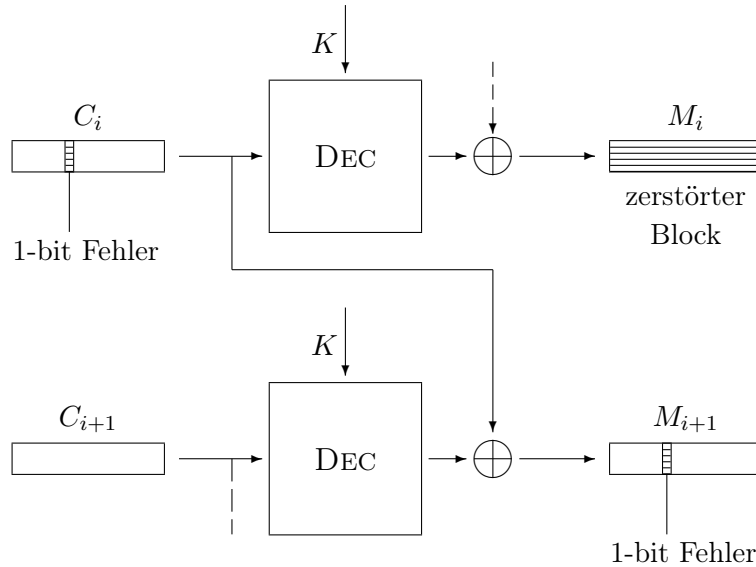 K
C_i
DEC
M_i
zerstörter
Block
1-bit Fehler
K
C_{i+1}
DEC
M_{i+1}
1-bit Fehler